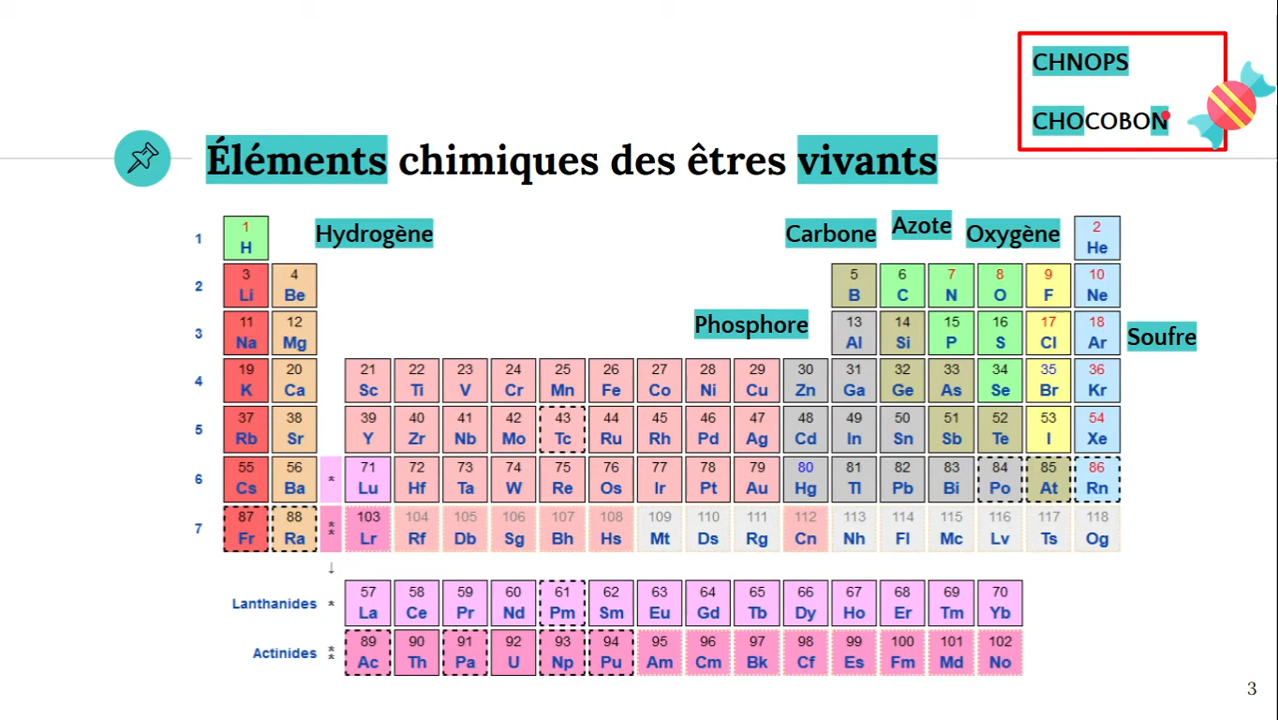 CHNOPS
CHOCOBON
Éléments chimiques des êtres vivants
Hydrogène Carbone Azote Oxygène
1 1 H 2 He
2 3 Li 4 Be 5 B 6 C 7 N 8 O 9 F 10 Ne
Phosphore
3 11 Na 12 Mg 13 Al 14 Si 15 P 16 S 17 Cl 18 Ar
Soufre
4 19 K 20 Ca 21 Sc 22 Ti 23 V 24 Cr 25 Mn 26 Fe 27 Co 28 Ni 29 Cu 30 Zn 31 Ga 32 Ge 33 As 34 Se 35 Br 36 Kr
5 37 Rb 38 Sr 39 Y 40 Zr 41 Nb 42 Mo 43 Tc 44 Ru 45 Rh 46 Pd 47 Ag 48 Cd 49 In 50 Sn 51 Sb 52 Te 53 I 54 Xe
6 55 Cs 56 Ba * 71 Lu 72 Hf 73 Ta 74 W 75 Re 76 Os 77 Ir 78 Pt 79 Au 80 Hg 81 Tl 82 Pb 83 Bi 84 Po 85 At 86 Rn
7 87 Fr 88 Ra ** 103 Lr 104 Rf 105 Db 106 Sg 107 Bh 108 Hs 109 Mt 110 Ds 111 Rg 112 Cn 113 Nh 114 Fl 115 Mc 116 Lv 117 Ts 118 Og
↓
Lanthanides * 57 La 58 Ce 59 Pr 60 Nd 61 Pm 62 Sm 63 Eu 64 Gd 65 Tb 66 Dy 67 Ho 68 Er 69 Tm 70 Yb
Actinides ** 89 Ac 90 Th 91 Pa 92 U 93 Np 94 Pu 95 Am 96 Cm 97 Bk 98 Cf 99 Es 100 Fm 101 Md 102 No
3